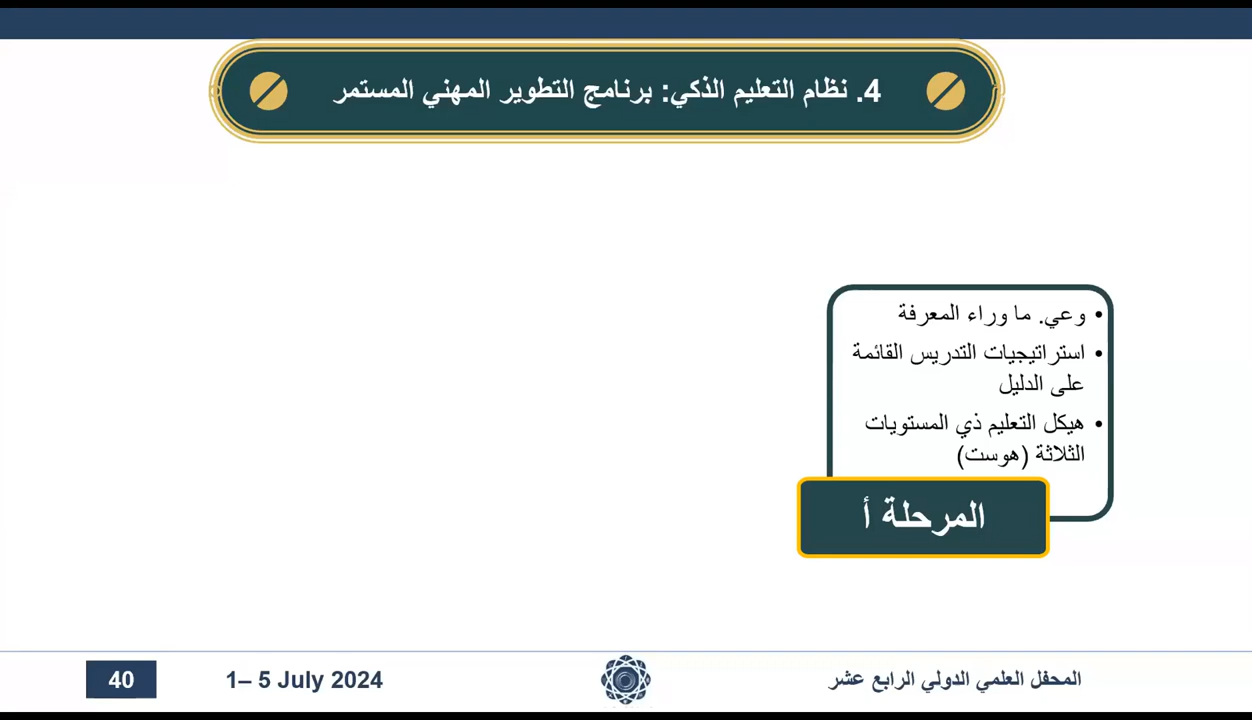 4. نظام التعليم الذكي: برنامج التطوير المهني المستمر
• وعي. ما وراء المعرفة
• استراتيجيات التدريس القائمة
على الدليل
• هيكل التعليم ذي المستويات
الثلاثة (هوست)
المرحلة أ
المحفل العلمي الدولي الرابع عشر
1– 5 July 2024
40